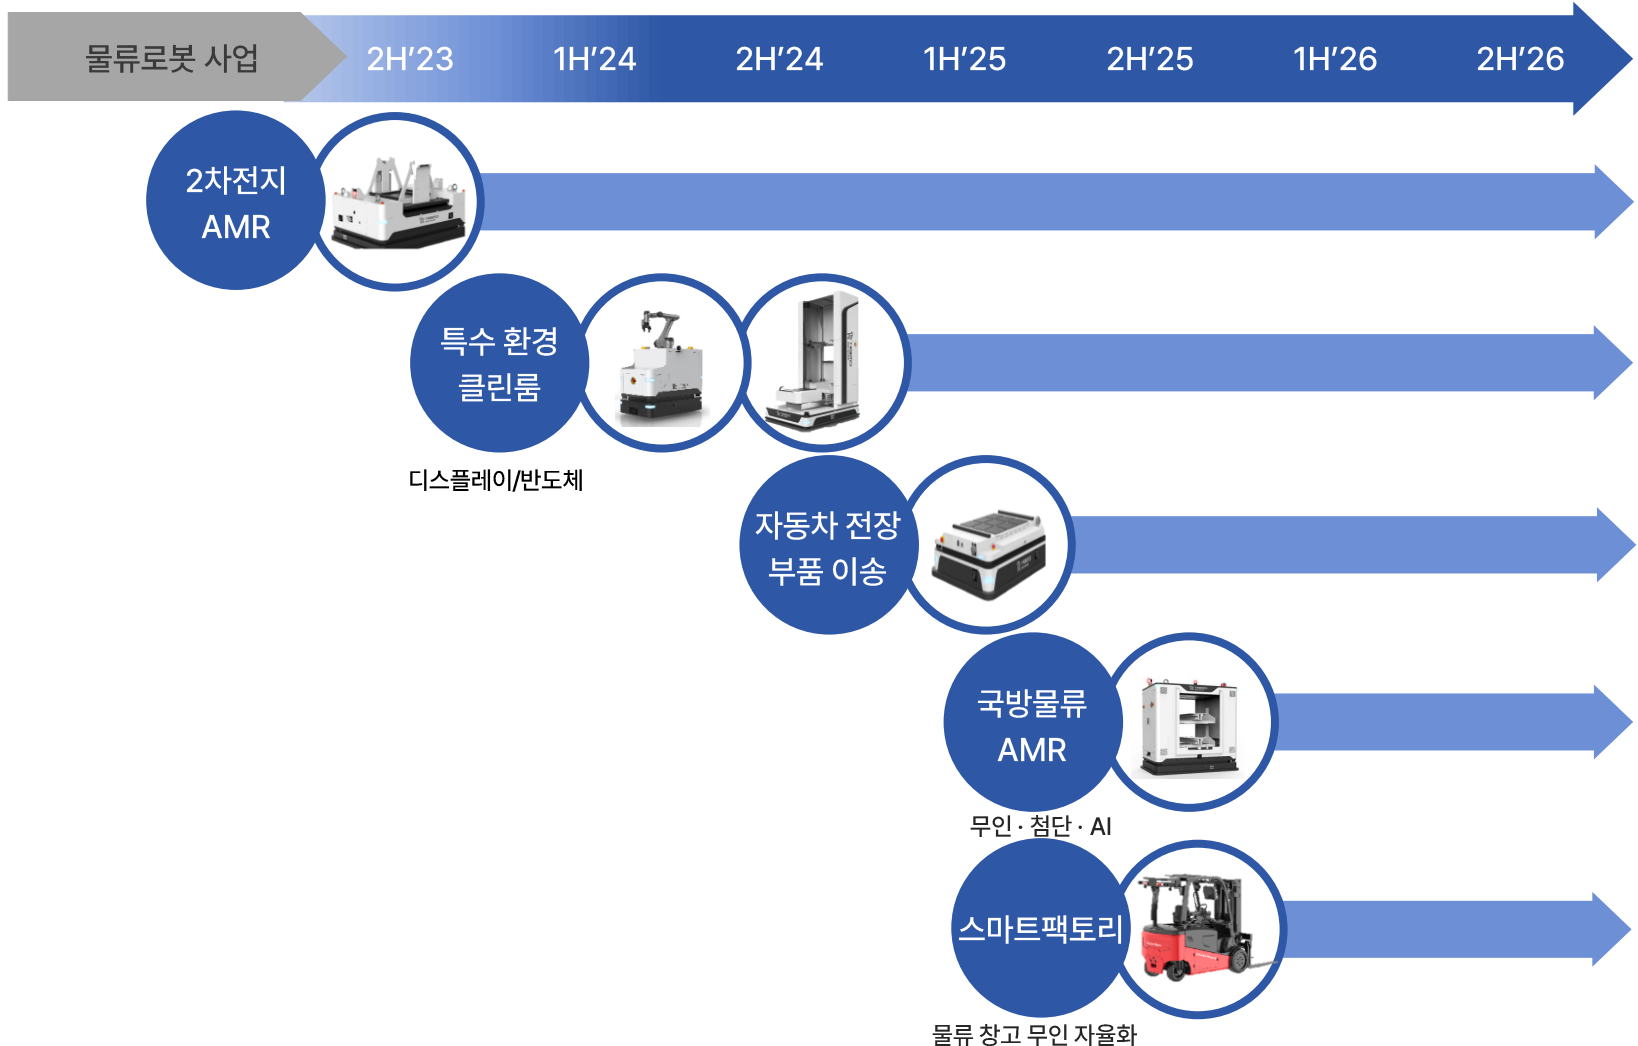 물류로봇 사업
2H’23
1H’24
2H’24
1H’25
2H’25
1H’26
2H’26
2차전지
AMR
특수 환경
클린룸
디스플레이/반도체
자동차 전장
부품 이송
국방물류
AMR
무인 · 첨단 · AI
스마트팩토리
물류 창고 무인 자율화